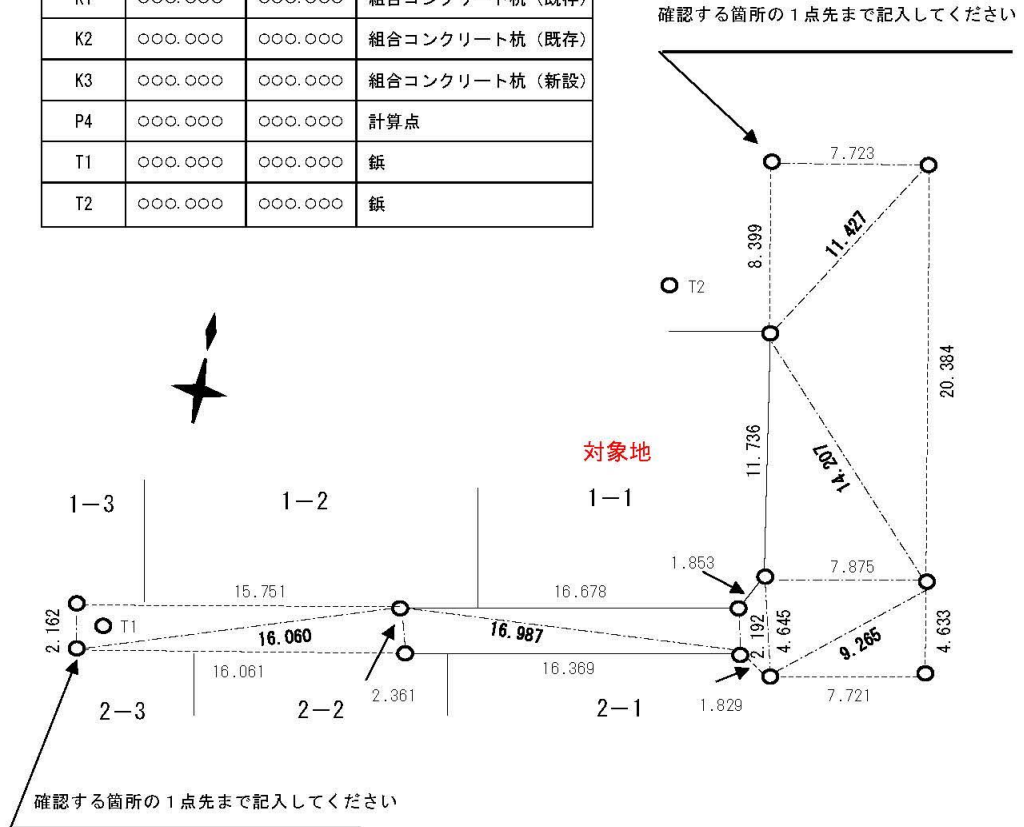 K1 ○○○.○○○ ○○○.○○○ 組合コンクリート杭（既存）
K2 ○○○.○○○ ○○○.○○○ 組合コンクリート杭（既存）
K3 ○○○.○○○ ○○○.○○○ 組合コンクリート杭（新設）
P4 ○○○.○○○ ○○○.○○○ 計算点
T1 ○○○.○○○ ○○○.○○○ 鋲
T2 ○○○.○○○ ○○○.○○○ 鋲
確認する箇所の１点先まで記入してください
7.723
11.427
8.399
T2
20.384
11.736
14.207
対象地
1－3
1－2
1－1
1.853
7.875
15.751
16.678
2.162
T1
16.060
16.987
2.192
4.645
9.265
4.633
16.061
2.361
16.369
1.829
7.721
2－3
2－2
2－1
確認する箇所の１点先まで記入してください